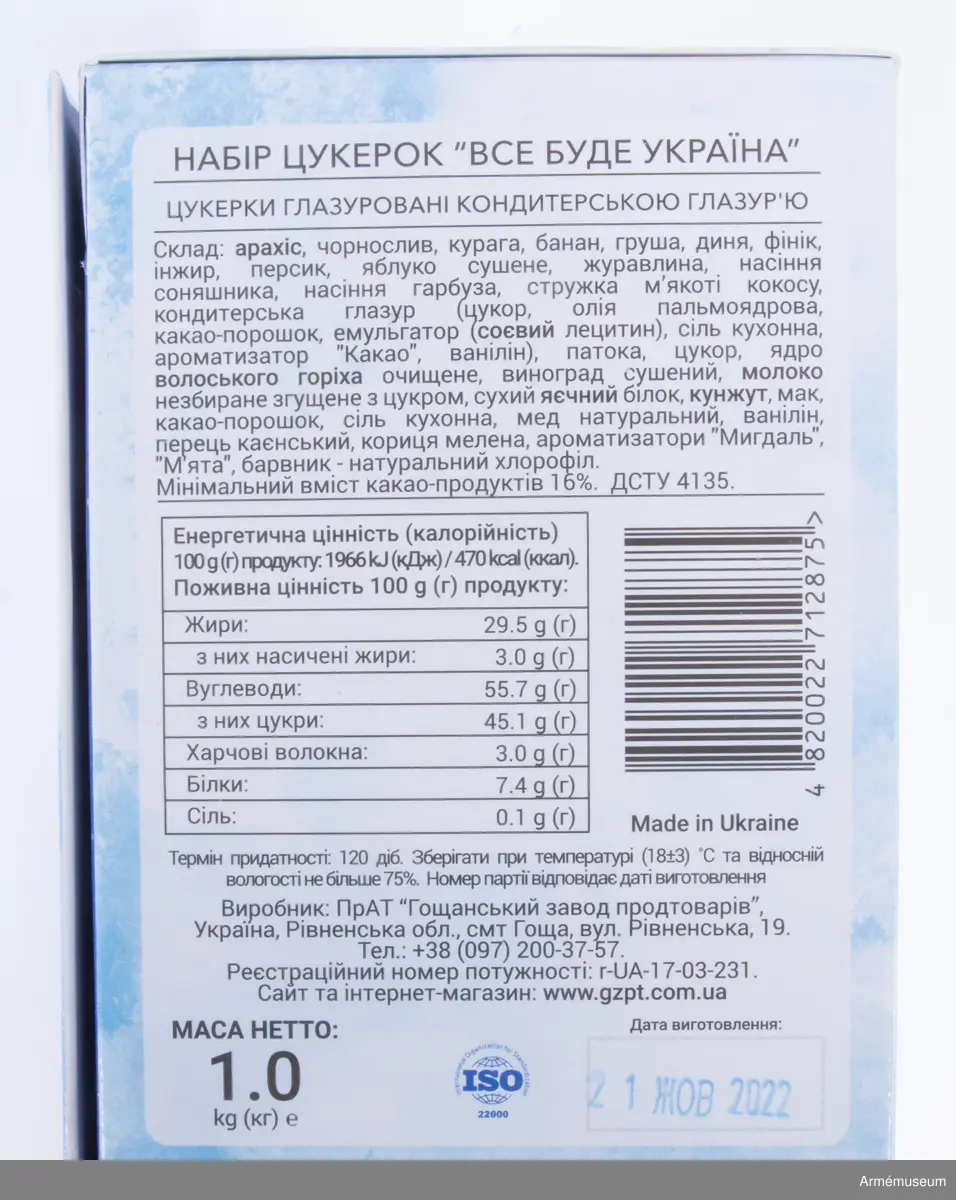 НАБІР ЦУКЕРОК "ВСЕ БУДЕ УКРАЇНА"
ЦУКЕРКИ ГЛАЗУРОВАНІ КОНДИТЕРСЬКОЮ ГЛАЗУР'Ю
Склад: арахіс, чорнослив, курага, банан, груша, диня, фінік,
інжир, персик, яблуко сушене, журавлина, насіння
соняшника, насіння гарбуза, стружка м'якоті кокосу,
кондитерська глазур (цукор, олія пальмоядрова,
какао-порошок, емульгатор (соєвий лецитин), сіль кухонна,
ароматизатор "Какао", ванілін), патока, цукор, ядро
волоського горіха очищене, виноград сушений, молоко
незбиране згущене з цукром, сухий яєчний білок, кунжут, мак,
какао-порошок, сіль кухонна, мед натуральний, ванілін,
перець каєнський, кориця мелена, ароматизатори "Мигдаль",
"М'ята", барвник - натуральний хлорофіл.
Мінімальний вміст какао-продуктів 16%. ДСТУ 4135.
Енергетична цінність (калорійність)
100 g (г) продукту: 1966 kJ (кДж) / 470 kcal (ккал).
Поживна цінність 100 g (г) продукту:
Жири: 29.5 g (г)
з них насичені жири: 3.0 g (г)
Вуглеводи: 55.7 g (г)
з них цукри: 45.1 g (г)
Харчові волокна: 3.0 g (г)
Білки: 7.4 g (г)
Сіль: 0.1 g (г)
4 820022 712875 >
Made in Ukraine
Термін придатності: 120 діб. Зберігати при температурі (18±3) °С та відносній
вологості не більше 75%. Номер партії відповідає даті виготовлення
Виробник: ПрАТ "Гощанський завод продтоварів",
Україна, Рівненська обл., смт Гоща, вул. Рівненська, 19.
Тел.: +38 (097) 200-37-57.
Реєстраційний номер потужності: r-UA-17-03-231.
Сайт та інтернет-магазин: www.gzpt.com.ua
МАСА НЕТТО:
1.0
kg (кг) e
International Organization for Standardization
ISO
22000
Дата виготовлення:
21 ЖОВ 2022
Armémuseum